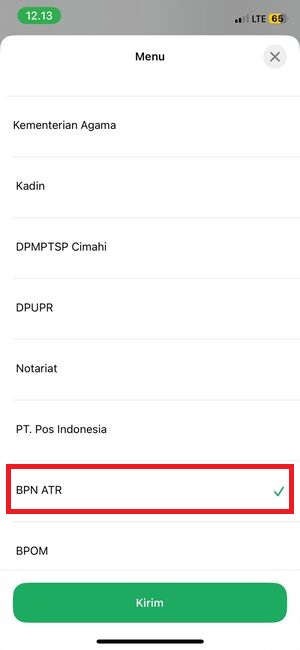 12.13
LTE 65
Menu
Kementerian Agama
Kadin
DPMPTSP Cimahi
DPUPR
Notariat
PT. Pos Indonesia
BPN ATR
BPOM
Kirim